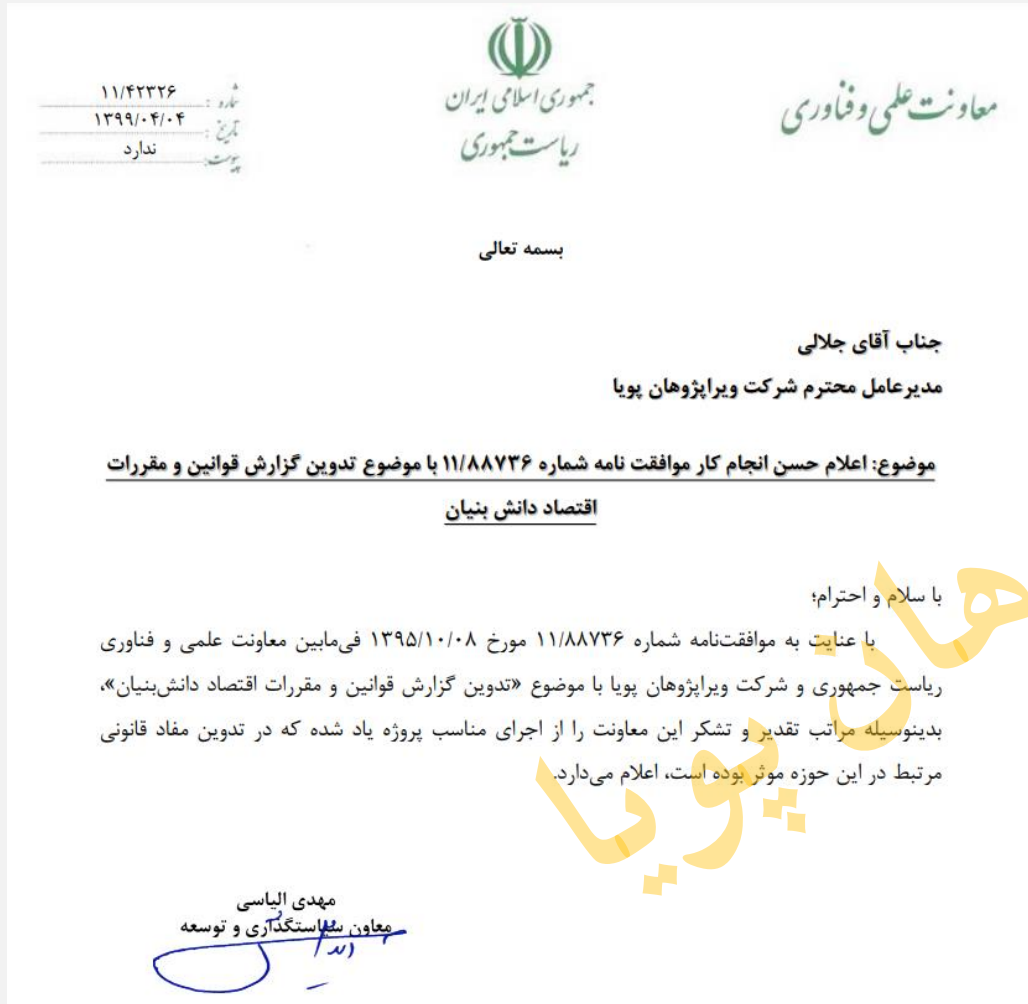 معاونت علمی و فناوری
جمهوری اسلامی ایران
ریاست جمهوری
شماره : ۱۱/۴۲۳۲۶
تاریخ : ۱۳۹۹/۰۴/۰۴
پیوست: ندارد
بسمه تعالی
جناب آقای جلالی
مدیرعامل محترم شرکت ویراپژوهان پویا
موضوع: اعلام حسن انجام کار موافقت نامه شماره ۱۱/۸۸۷۳۶ با موضوع تدوین گزارش قوانین و مقررات
اقتصاد دانش بنیان
با سلام و احترام؛
با عنایت به موافقت‌نامه شماره ۱۱/۸۸۷۳۶ مورخ ۱۳۹۵/۱۰/۰۸ فی‌مابین معاونت علمی و فناوری
ریاست جمهوری و شرکت ویراپژوهان پویا با موضوع «تدوین گزارش قوانین و مقررات اقتصاد دانش‌بنیان»،
بدینوسیله مراتب تقدیر و تشکر این معاونت را از اجرای مناسب پروژه یاد شده که در تدوین مفاد قانونی
مرتبط در این حوزه موثر بوده است، اعلام می‌دارد.
هان پویا
مهدی الیاسی
معاون سیاستگذاری و توسعه